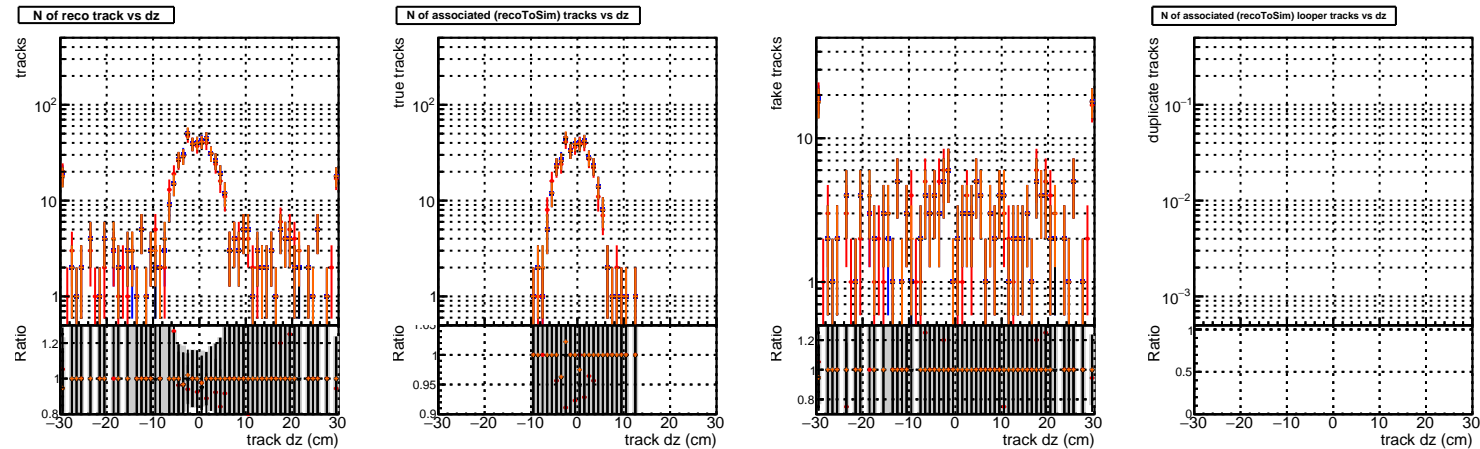 N of reco track vs dz
tracks
10²
10
1
Ratio
1.2
1
0.8
−30 −20 −10 0 10 20 30
track dz (cm)
N of associated (recoToSim) tracks vs dz
true tracks
10²
10
1
Ratio
1.05
1
0.95
0.9
−30 −20 −10 0 10 20 30
track dz (cm)
fake tracks
10
1
Ratio
1.2
1
0.8
−30 −20 −10 0 10 20 30
track dz (cm)
N of associated (recoToSim) looper tracks vs dz
duplicate tracks
10⁻¹
10⁻²
10⁻³
Ratio
1
0.5
0
−30 −20 −10 0 10 20 30
track dz (cm)